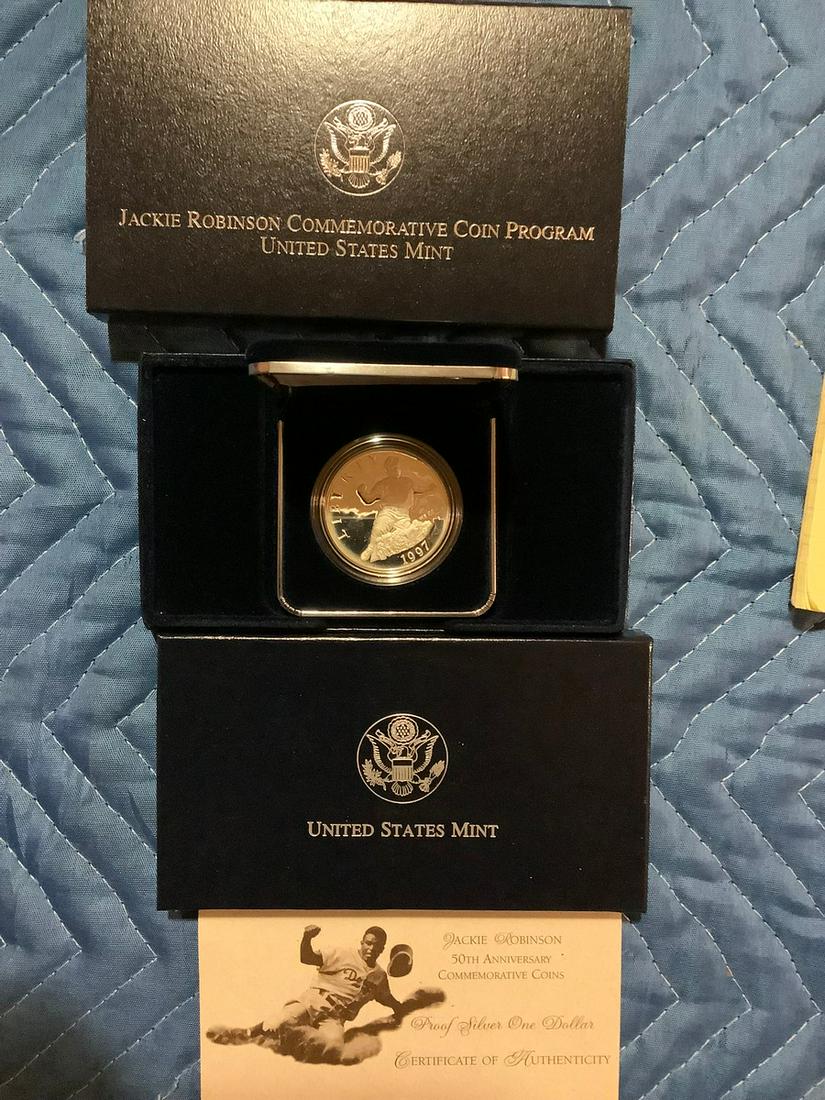 JACKIE ROBINSON COMMEMORATIVE COIN PROGRAM
UNITED STATES MINT
LIBERTY
1997
UNITED STATES MINT
JACKIE ROBINSON
50TH ANNIVERSARY
COMMEMORATIVE COINS
Proof Silver One Dollar
CERTIFICATE OF AUTHENTICITY